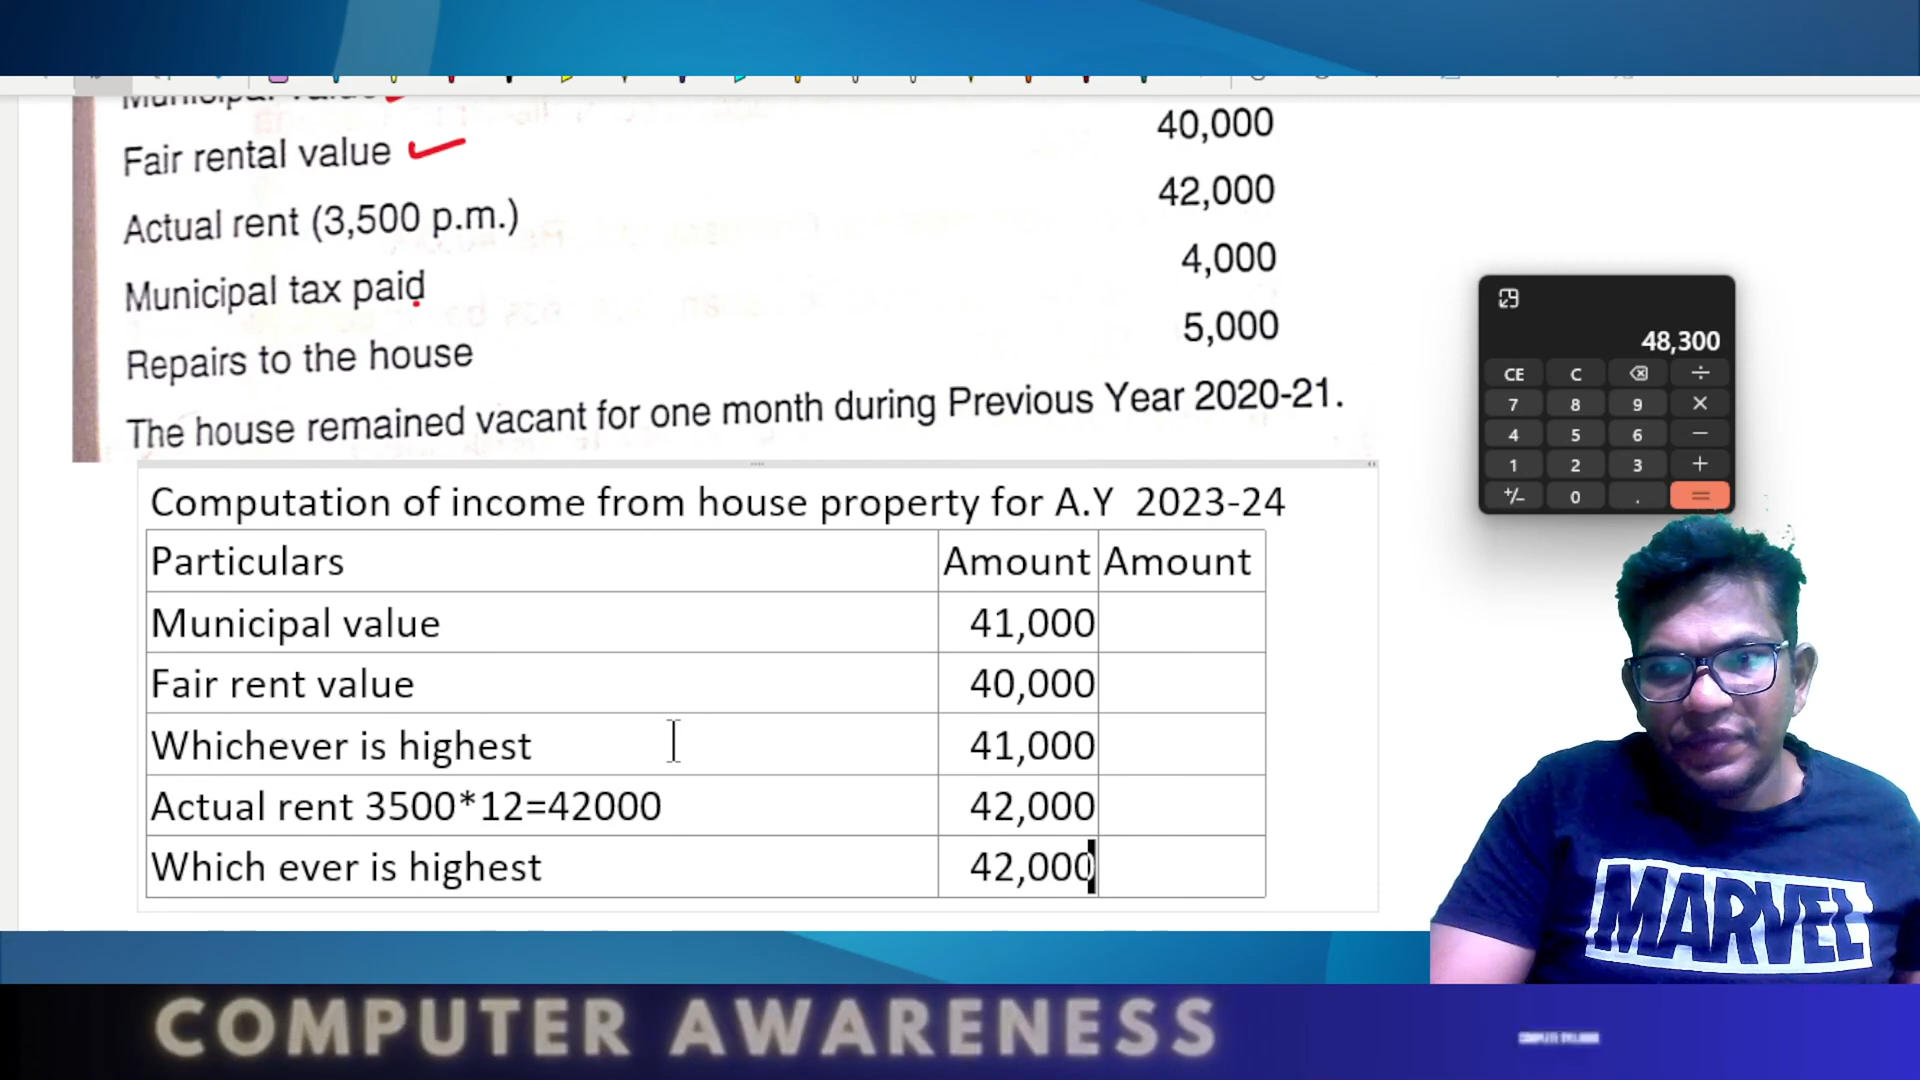 Municipal value
40,000
Fair rental value
42,000
Actual rent (3,500 p.m.)
4,000
Municipal tax paid
5,000
Repairs to the house
The house remained vacant for one month during Previous Year 2020-21.
Computation of income from house property for A.Y 2023-24
Particulars Amount Amount
Municipal value 41,000
Fair rent value 40,000
Whichever is highest 41,000
Actual rent 3500*12=42000 42,000
Which ever is highest 42,000
48,300
CE C ÷
7 8 9 ×
4 5 6 −
1 2 3 +
+/− 0 . =
MARVEL
COMPUTER AWARENESS